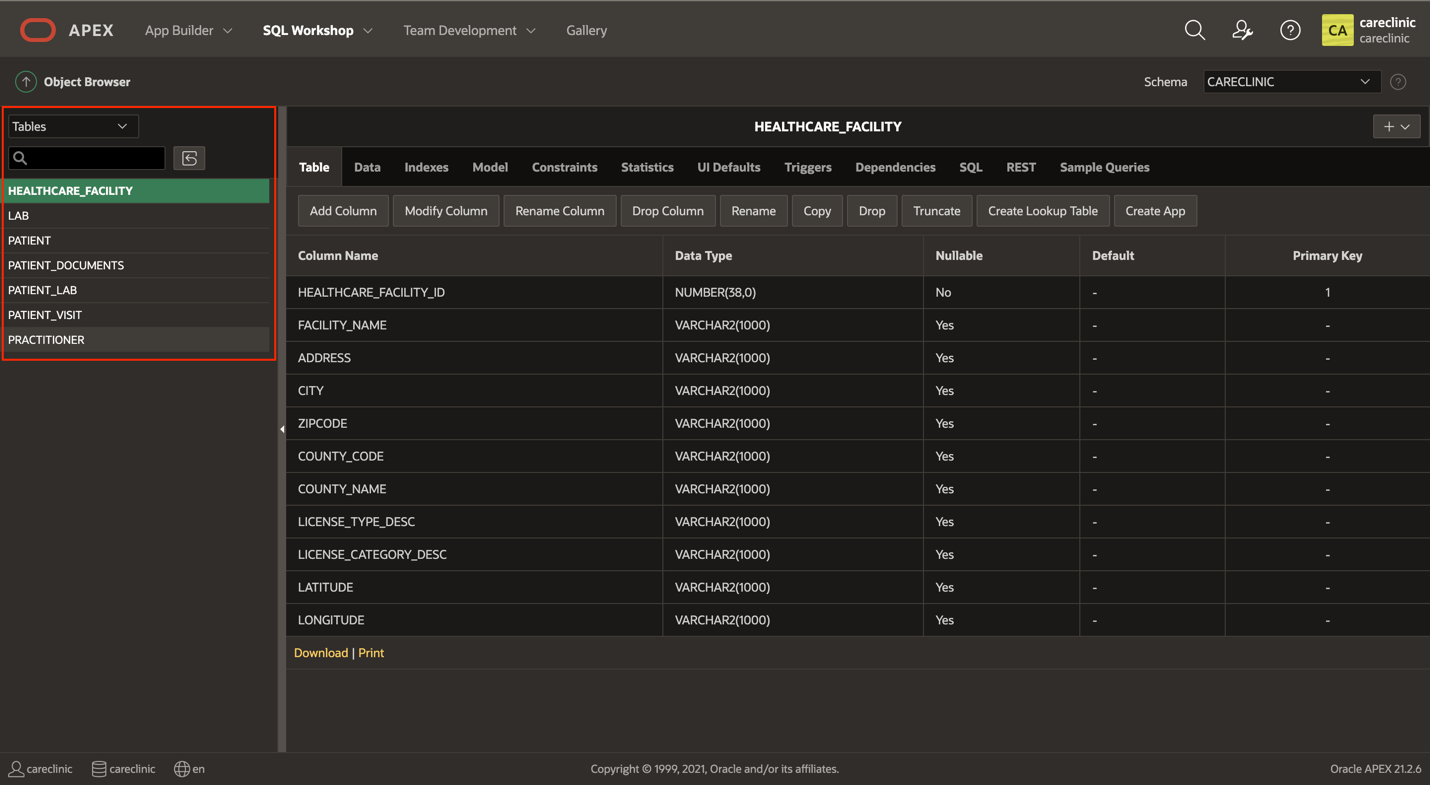 APEX App Builder SQL Workshop Team Development Gallery CA careclinic
careclinic
Object Browser Schema CARECLINIC
Tables
HEALTHCARE_FACILITY
LAB
PATIENT
PATIENT_DOCUMENTS
PATIENT_LAB
PATIENT_VISIT
PRACTITIONER
HEALTHCARE_FACILITY
Table Data Indexes Model Constraints Statistics UI Defaults Triggers Dependencies SQL REST Sample Queries
Add Column Modify Column Rename Column Drop Column Rename Copy Drop Truncate Create Lookup Table Create App
Column Name Data Type Nullable Default Primary Key
HEALTHCARE_FACILITY_ID NUMBER(38,0) No - 1
FACILITY_NAME VARCHAR2(1000) Yes - -
ADDRESS VARCHAR2(1000) Yes - -
CITY VARCHAR2(1000) Yes - -
ZIPCODE VARCHAR2(1000) Yes - -
COUNTY_CODE VARCHAR2(1000) Yes - -
COUNTY_NAME VARCHAR2(1000) Yes - -
LICENSE_TYPE_DESC VARCHAR2(1000) Yes - -
LICENSE_CATEGORY_DESC VARCHAR2(1000) Yes - -
LATITUDE VARCHAR2(1000) Yes - -
LONGITUDE VARCHAR2(1000) Yes - -
Download | Print
careclinic careclinic en Copyright © 1999, 2021, Oracle and/or its affiliates. Oracle APEX 21.2.6